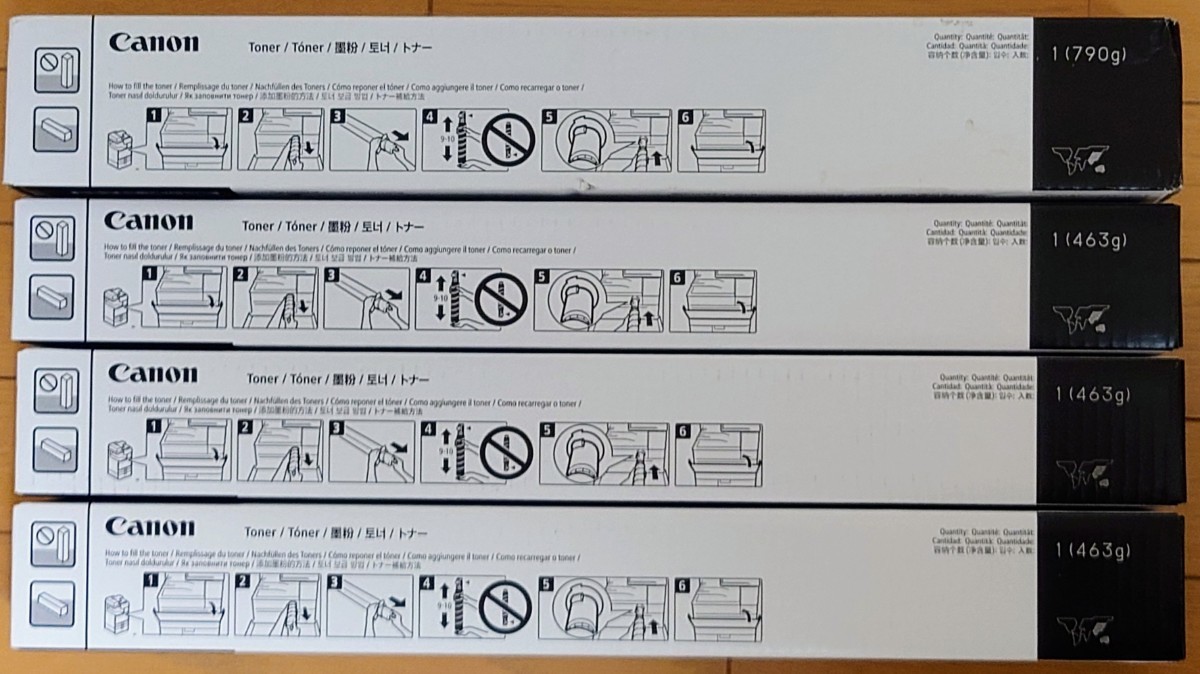 Canon
Toner / Tóner / 墨粉 / 토너 / トナー
Quantity: Quantité: Quantität:
Cantidad: Quantità: Quantidade:
容纳个数(净含量): 입수: 入数:
1 (790g)
How to fill the toner / Remplissage du toner / Nachfüllen des Toners / Cómo reponer el tóner / Como aggiungere il toner / Como recarregar o toner /
Toner nasıl doldurulur / Як заповнити тонер / 添加墨粉的方法 / 토너 보급 방법 / トナー補給方法
1 2 3 4 5 6
9-10
Canon
Toner / Tóner / 墨粉 / 토너 / トナー
Quantity: Quantité: Quantität:
Cantidad: Quantità: Quantidade:
容纳个数(净含量): 입수: 入数:
1 (463g)
How to fill the toner / Remplissage du toner / Nachfüllen des Toners / Cómo reponer el tóner / Como aggiungere il toner / Como recarregar o toner /
Toner nasıl doldurulur / Як заповнити тонер / 添加墨粉的方法 / 토너 보급 방법 / トナー補給方法
1 2 3 4 5 6
9-10
Canon
Toner / Tóner / 墨粉 / 토너 / トナー
Quantity: Quantité: Quantität:
Cantidad: Quantità: Quantidade:
容纳个数(净含量): 입수: 入数:
1 (463g)
How to fill the toner / Remplissage du toner / Nachfüllen des Toners / Cómo reponer el tóner / Como aggiungere il toner / Como recarregar o toner /
Toner nasıl doldurulur / Як заповнити тонер / 添加墨粉的方法 / 토너 보급 방법 / トナー補給方法
1 2 3 4 5 6
9-10
Canon
Toner / Tóner / 墨粉 / 토너 / トナー
Quantity: Quantité: Quantität:
Cantidad: Quantità: Quantidade:
容纳个数(净含量): 입수: 入数:
1 (463g)
How to fill the toner / Remplissage du toner / Nachfüllen des Toners / Cómo reponer el tóner / Como aggiungere il toner / Como recarregar o toner /
Toner nasıl doldurulur / Як заповнити тонер / 添加墨粉的方法 / 토너 보급 방법 / トナー補給方法
1 2 3 4 5 6
9-10